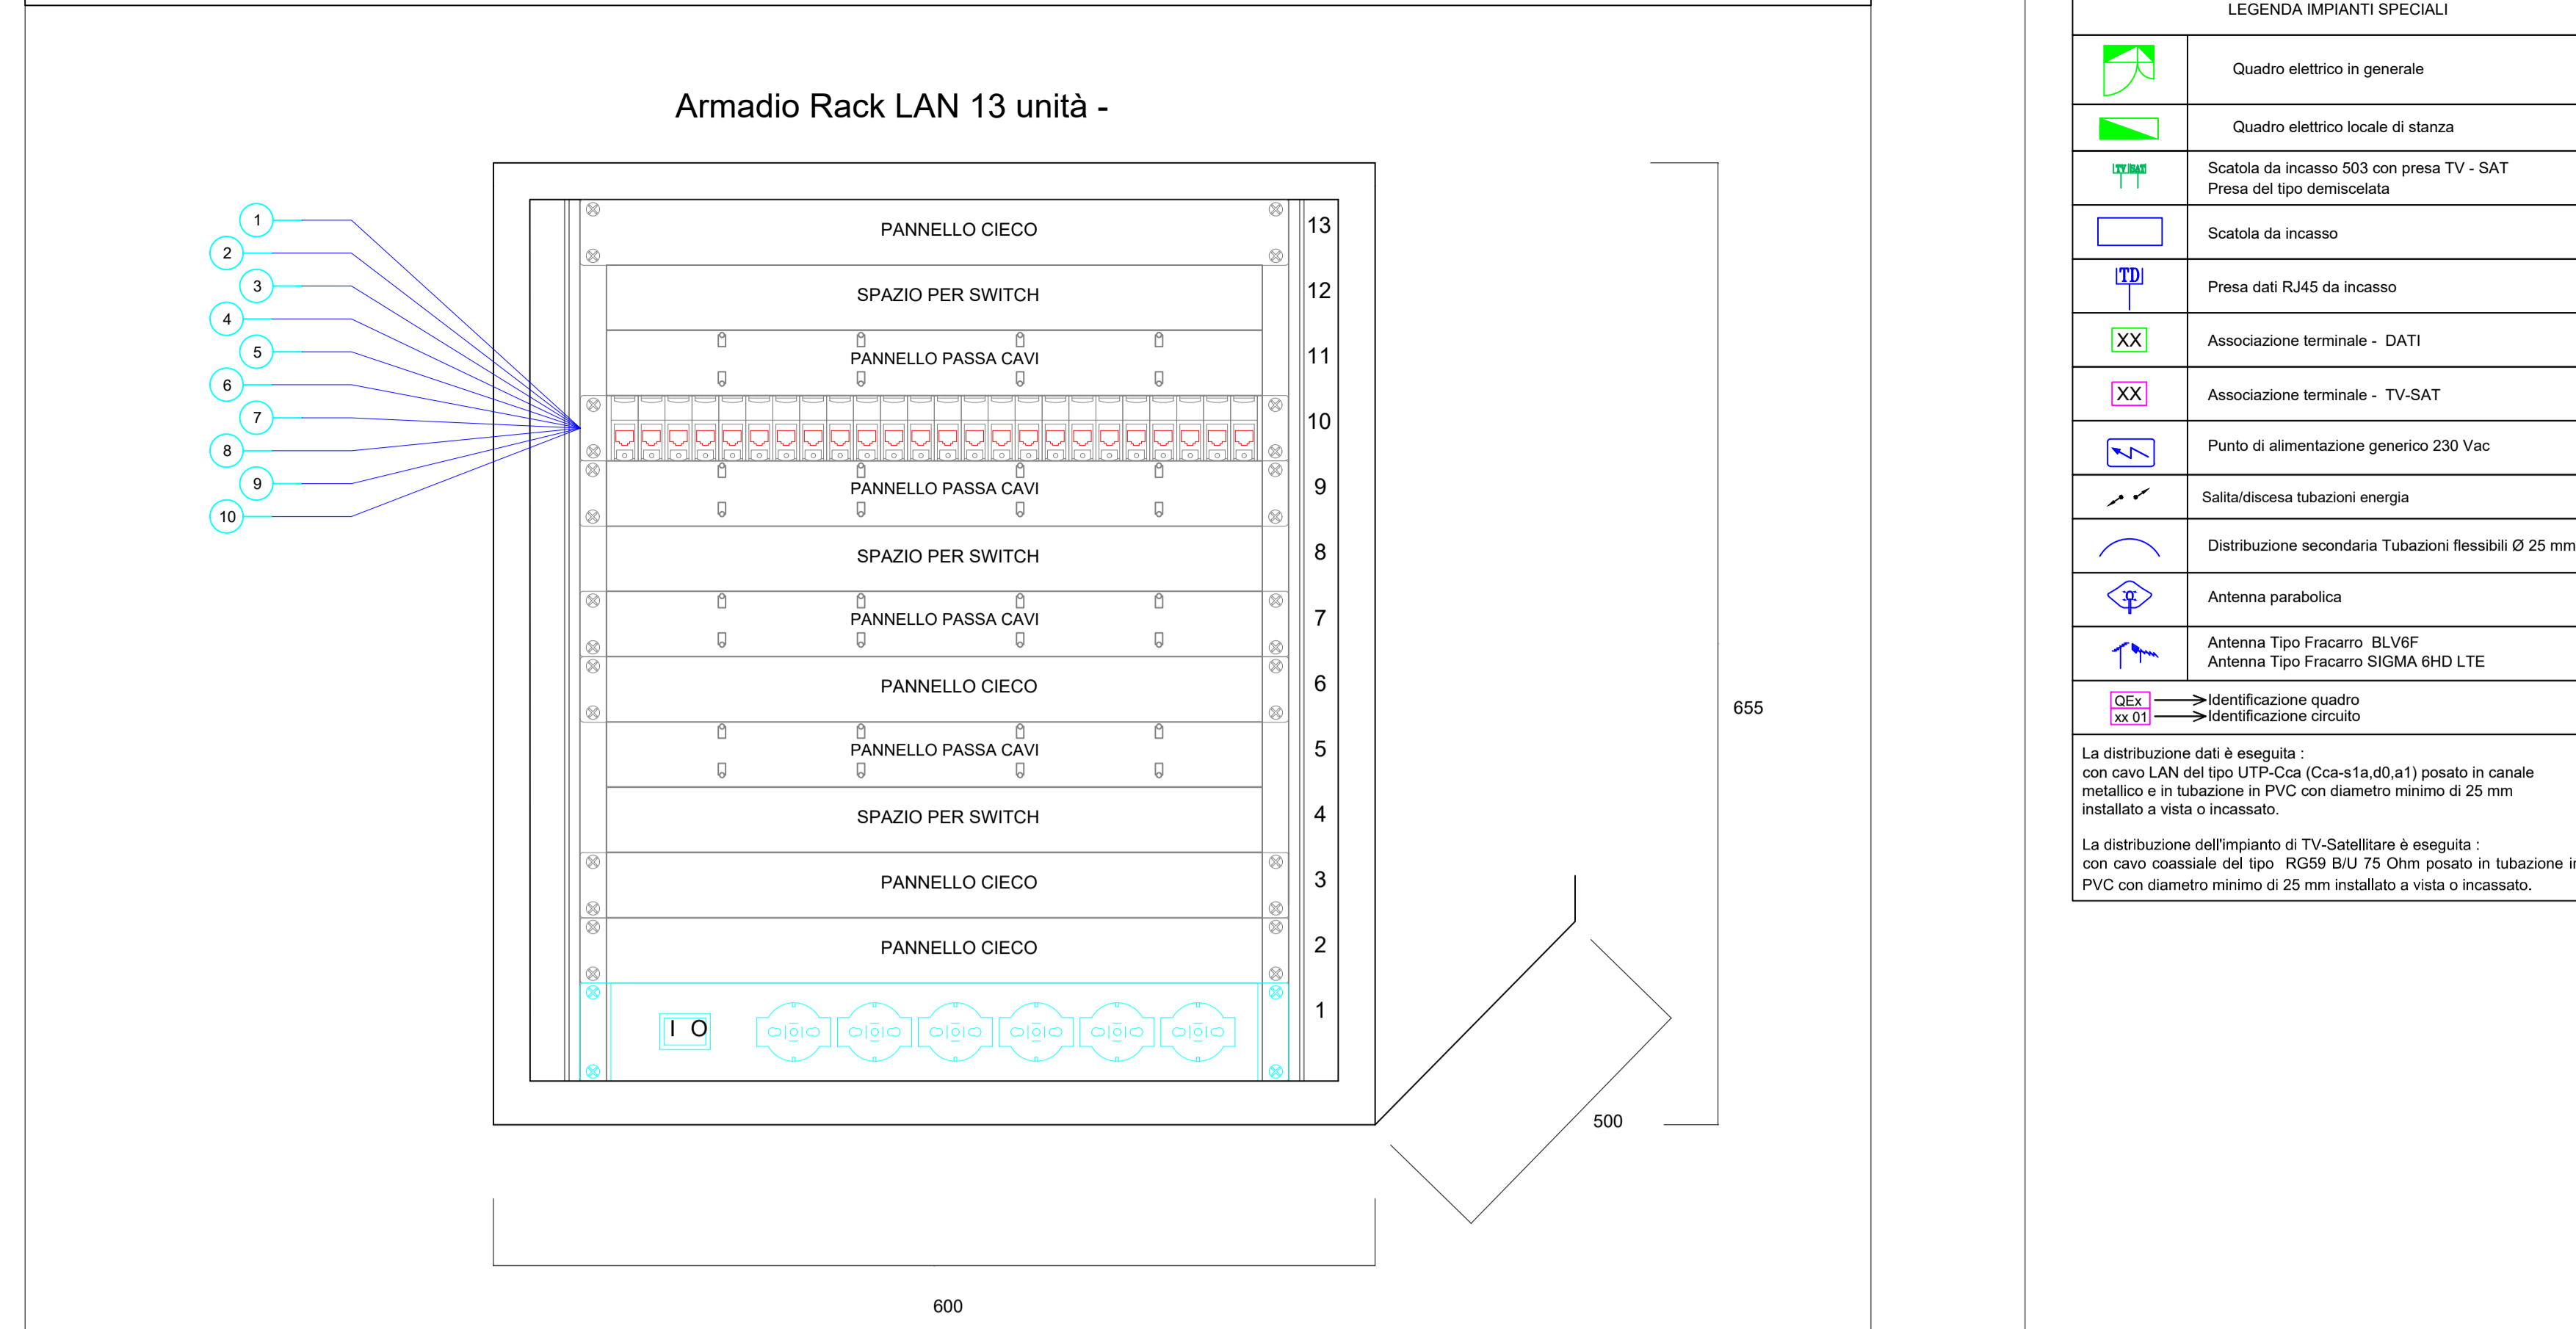 Armadio Rack LAN 13 unità -
1
2
3
4
5
6
7
8
9
10
PANNELLO CIECO 13
SPAZIO PER SWITCH 12
PANNELLO PASSA CAVI 11
10
PANNELLO PASSA CAVI 9
SPAZIO PER SWITCH 8
PANNELLO PASSA CAVI 7
PANNELLO CIECO 6
PANNELLO PASSA CAVI 5
SPAZIO PER SWITCH 4
PANNELLO CIECO 3
PANNELLO CIECO 2
I O 1
655
500
600
LEGENDA IMPIANTI SPECIALI
Quadro elettrico in generale
Quadro elettrico locale di stanza
TV SAT
Scatola da incasso 503 con presa TV - SAT
Presa del tipo demiscelata
Scatola da incasso
TD
Presa dati RJ45 da incasso
XX
Associazione terminale - DATI
XX
Associazione terminale - TV-SAT
Punto di alimentazione generico 230 Vac
Salita/discesa tubazioni energia
Distribuzione secondaria Tubazioni flessibili Ø 25 mm
Antenna parabolica
Antenna Tipo Fracarro BLV6F
Antenna Tipo Fracarro SIGMA 6HD LTE
QEx Identificazione quadro
xx 01 Identificazione circuito
La distribuzione dati è eseguita :
con cavo LAN del tipo UTP-Cca (Cca-s1a,d0,a1) posato in canale
metallico e in tubazione in PVC con diametro minimo di 25 mm
installato a vista o incassato.
La distribuzione dell'impianto di TV-Satellitare è eseguita :
con cavo coassiale del tipo RG59 B/U 75 Ohm posato in tubazione in
PVC con diametro minimo di 25 mm installato a vista o incassato.